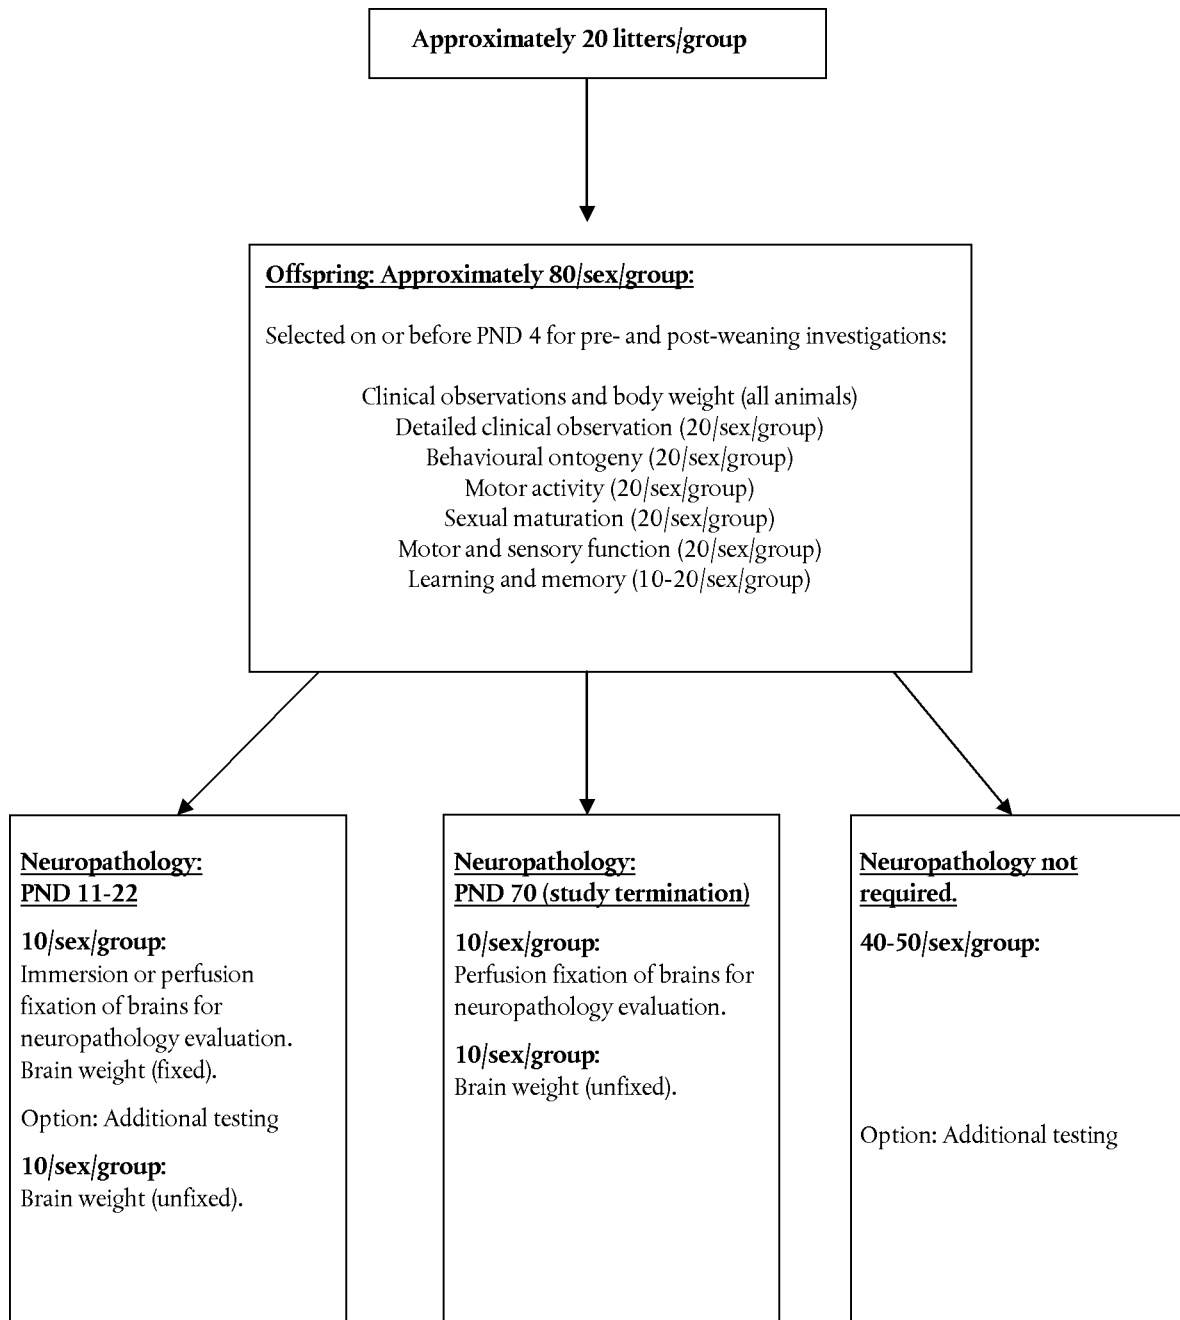 Approximately 20 litters/group
Offspring: Approximately 80/sex/group:
Selected on or before PND 4 for pre- and post-weaning investigations:
Clinical observations and body weight (all animals)
Detailed clinical observation (20/sex/group)
Behavioural ontogeny (20/sex/group)
Motor activity (20/sex/group)
Sexual maturation (20/sex/group)
Motor and sensory function (20/sex/group)
Learning and memory (10-20/sex/group)
Neuropathology:
PND 11-22
10/sex/group:
Immersion or perfusion
fixation of brains for
neuropathology evaluation.
Brain weight (fixed).
Option: Additional testing
10/sex/group:
Brain weight (unfixed).
Neuropathology:
PND 70 (study termination)
10/sex/group:
Perfusion fixation of brains for
neuropathology evaluation.
10/sex/group:
Brain weight (unfixed).
Neuropathology not
required.
40-50/sex/group:
Option: Additional testing